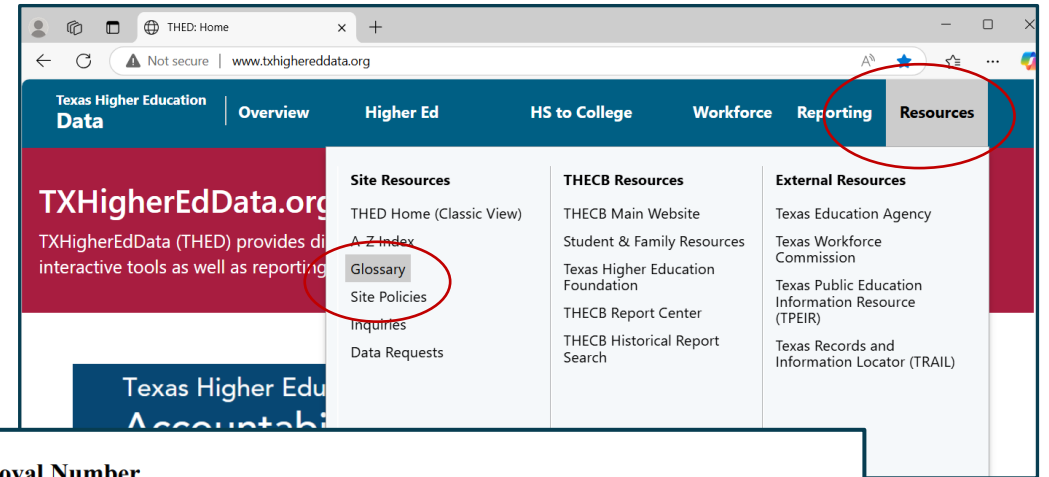 THED: Home
Not secure | www.txhighereddata.org
Texas Higher Education
Data
Overview
Higher Ed
HS to College
Workforce
Reporting
Resources
TXHigherEdData.org
TXHigherEdData (THED) provides di
interactive tools as well as reporting
Site Resources
THED Home (Classic View)
A-Z Index
Glossary
Site Policies
Inquiries
Data Requests
THECB Resources
THECB Main Website
Student & Family Resources
Texas Higher Education
Foundation
THECB Report Center
THECB Historical Report
Search
External Resources
Texas Education Agency
Texas Workforce
Commission
Texas Public Education
Information Resource
(TPEIR)
Texas Records and
Information Locator (TRAIL)
Texas Higher Edu
Accountabi
oval Number